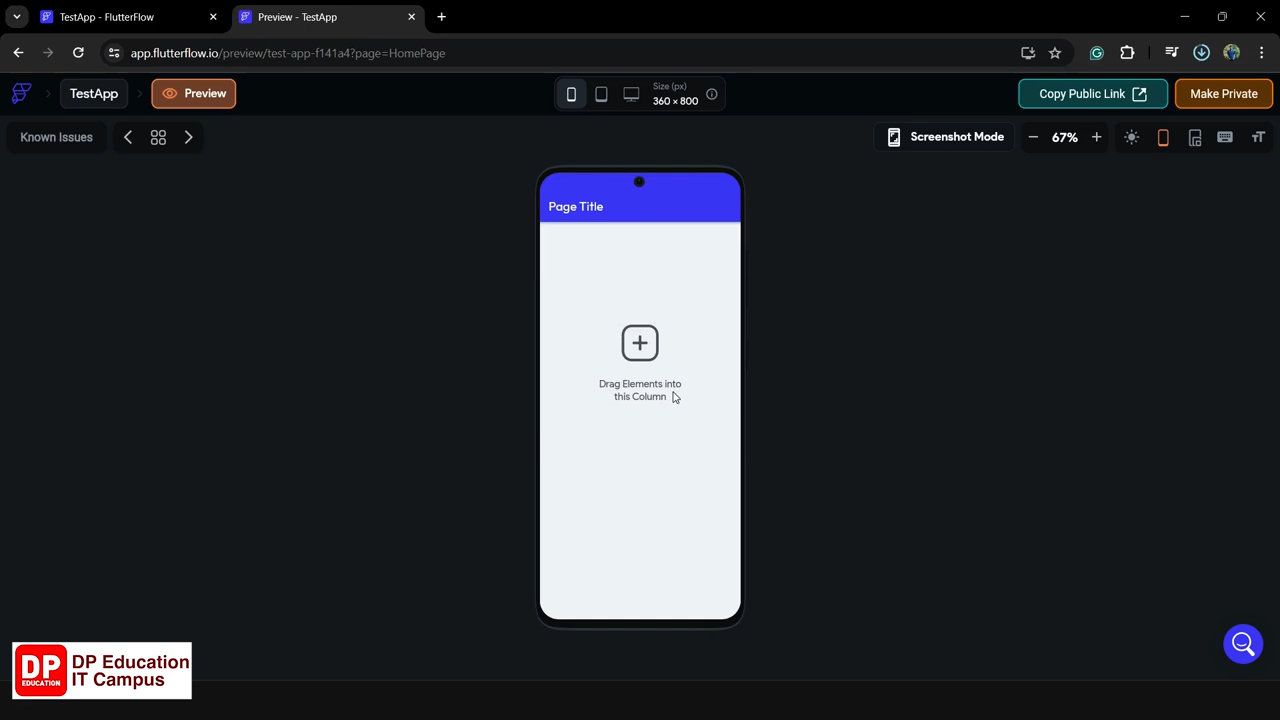 TestApp - FlutterFlow
Preview - TestApp
app.flutterflow.io/preview/test-app-f141a4?page=HomePage
TestApp
Preview
Size (px)
360 × 800
Copy Public Link
Make Private
Known Issues
Screenshot Mode
67%
Page Title
Drag Elements into
this Column
DP
EDUCATION
DP Education
IT Campus